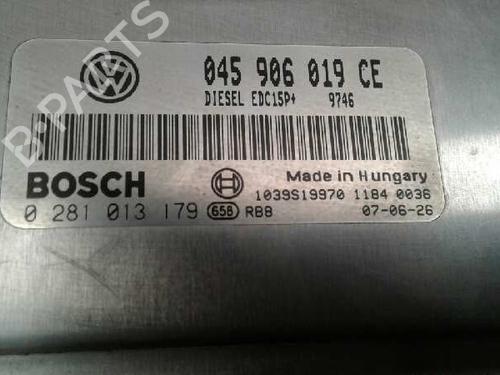 045 906 019 CE
DIESEL EDC15P+ 9746
BOSCH
Made in Hungary
1039S19970 1184 0036
0 281 013 179 658 RBB 07-06-26
B-PARTS